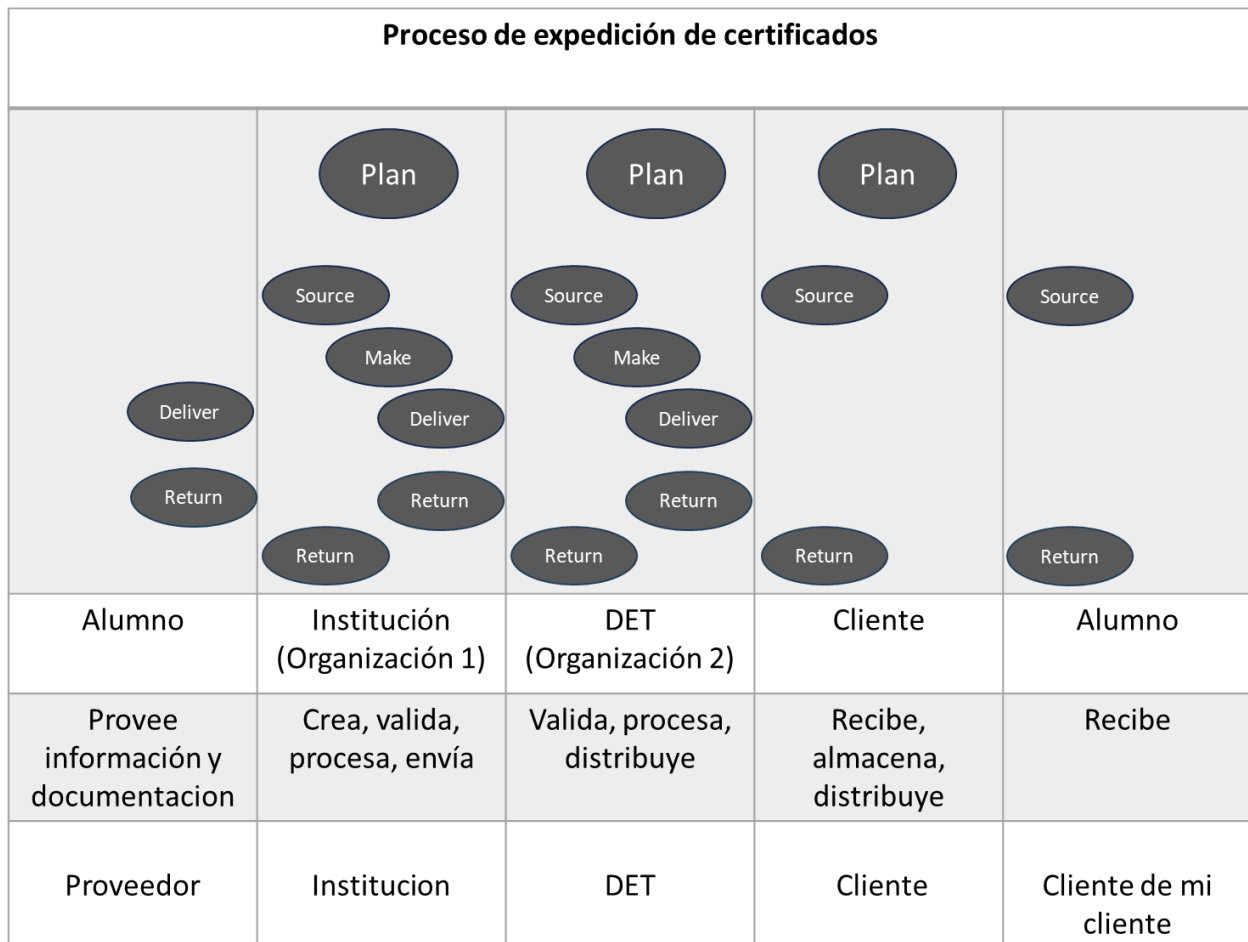 Proceso de expedición de certificados
Plan
Plan
Plan
Source
Source
Source
Source
Make
Make
Deliver
Deliver
Deliver
Return
Return
Return
Return
Return
Return
Return
Alumno
Institución
(Organización 1)
DET
(Organización 2)
Cliente
Alumno
Provee
información y
documentacion
Crea, valida,
procesa, envía
Valida, procesa,
distribuye
Recibe,
almacena,
distribuye
Recibe
Proveedor
Institucion
DET
Cliente
Cliente de mi
cliente